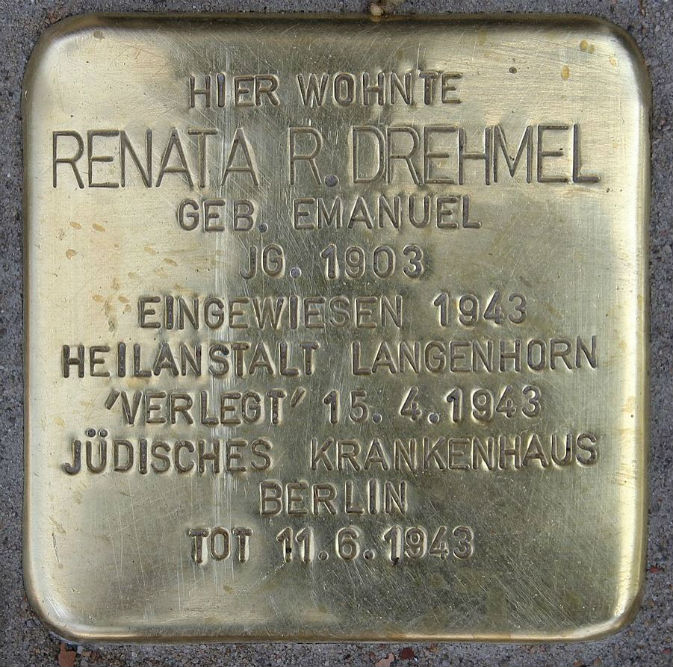 HIER WOHNTE
RENATA R. DREHMEL
GEB. EMANUEL
JG. 1903
EINGEWIESEN 1943
HEILANSTALT LANGENHORN
'VERLEGT' 15. 4. 1943
JÜDISCHES KRANKENHAUS
BERLIN
TOT 11. 6. 1943